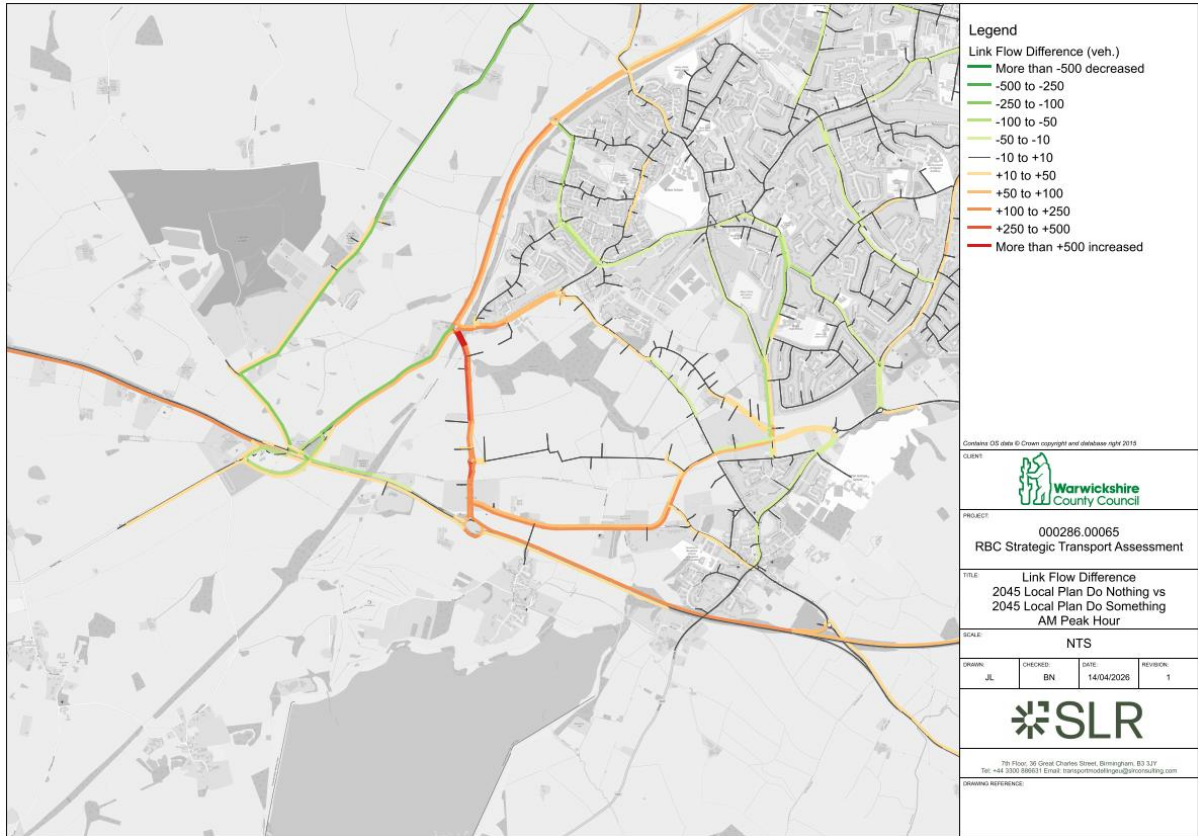 Legend
Link Flow Difference (veh.)
More than -500 decreased
-500 to -250
-250 to -100
-100 to -50
-50 to -10
-10 to +10
+10 to +50
+50 to +100
+100 to +250
+250 to +500
More than +500 increased
Contains OS data © Crown copyright and database right 2015
CLIENT:
Warwickshire
County Council
PROJECT:
000286.00065
RBC Strategic Transport Assessment
TITLE:
Link Flow Difference
2045 Local Plan Do Nothing vs
2045 Local Plan Do Something
AM Peak Hour
SCALE:
NTS
DRAWN: CHECKED: DATE: REVISION:
JL BN 14/04/2026 1
SLR
7th Floor, 36 Great Charles Street, Birmingham, B3 3JY
Tel: +44 3300 886631 Email: transportmodellingeu@slrconsulting.com
DRAWING REFERENCE: